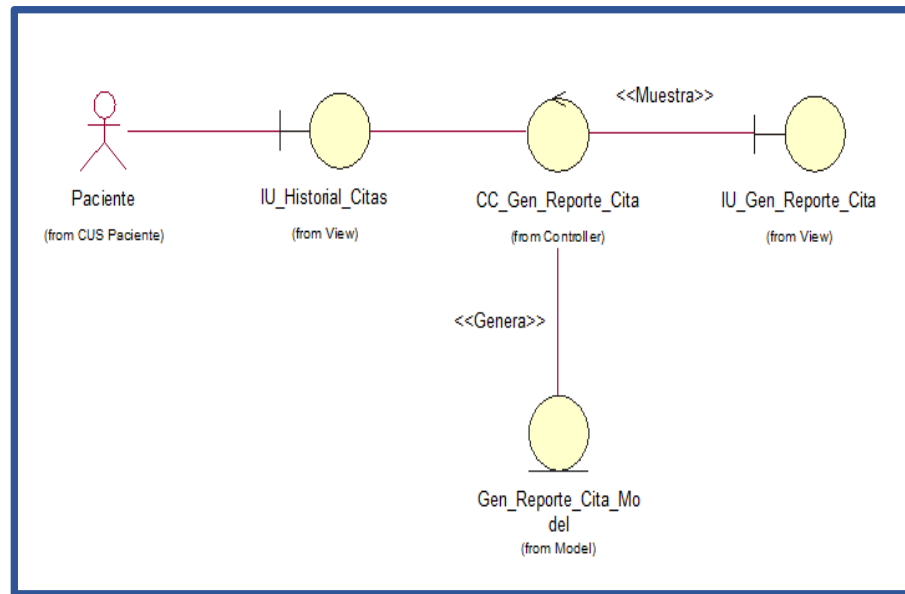 <<Muestra>>
Paciente
(from CUS Paciente)
IU_Historial_Citas
(from View)
CC_Gen_Reporte_Cita
(from Controller)
IU_Gen_Reporte_Cita
(from View)
<<Genera>>
Gen_Reporte_Cita_Mo
del
(from Model)